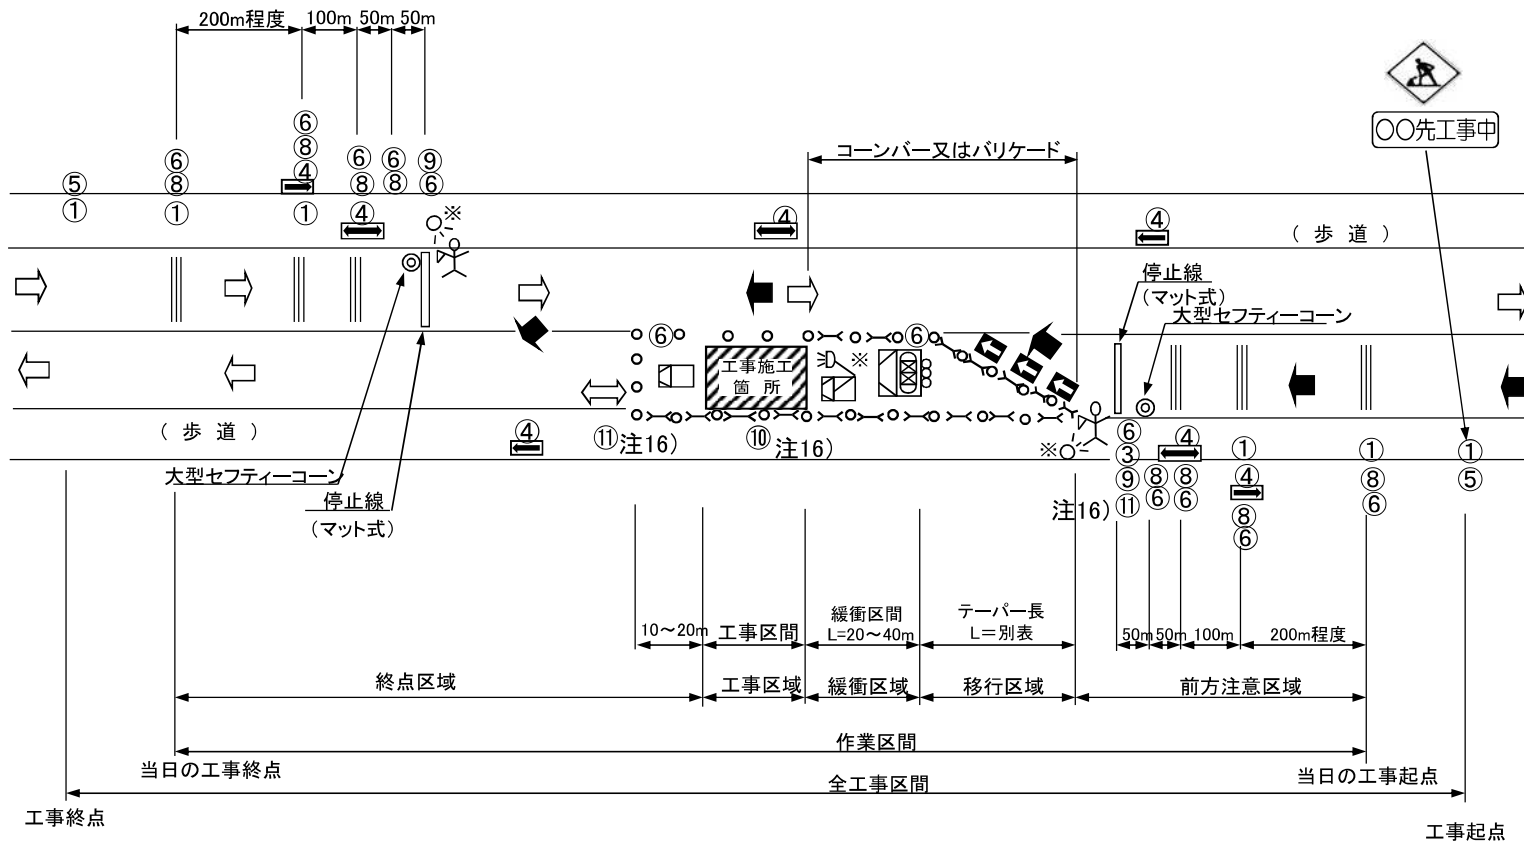 200m程度 100m 50m 50m
〇〇先工事中
⑥ ⑧ ④ ①
⑤ ①
⑥ ⑧ ①
⑥ ⑧ ④
⑥ ⑧
⑨ ⑥
※
コーンバー又はバリケード
④
④
(歩道)
停止線
(マット式)
大型セフティーコーン
⑥
⑥
工事施工
箇所
※
(歩道)
④
⑪注16)
⑩注16)
※
大型セフティーコーン
停止線
(マット式)
⑥ ③ ⑨ ⑪
注16)
⑧ ⑥
④ ⑧ ⑥
① ④ ⑧ ⑥
① ⑧ ⑥
① ⑤
10～20m
工事区間
緩衝区間
L=20～40m
テーパー長
L＝別表
50m 50m 100m 200m程度
終点区域 工事区域 緩衝区域 移行区域 前方注意区域
作業区間
当日の工事終点
当日の工事起点
全工事区間
工事終点
工事起点